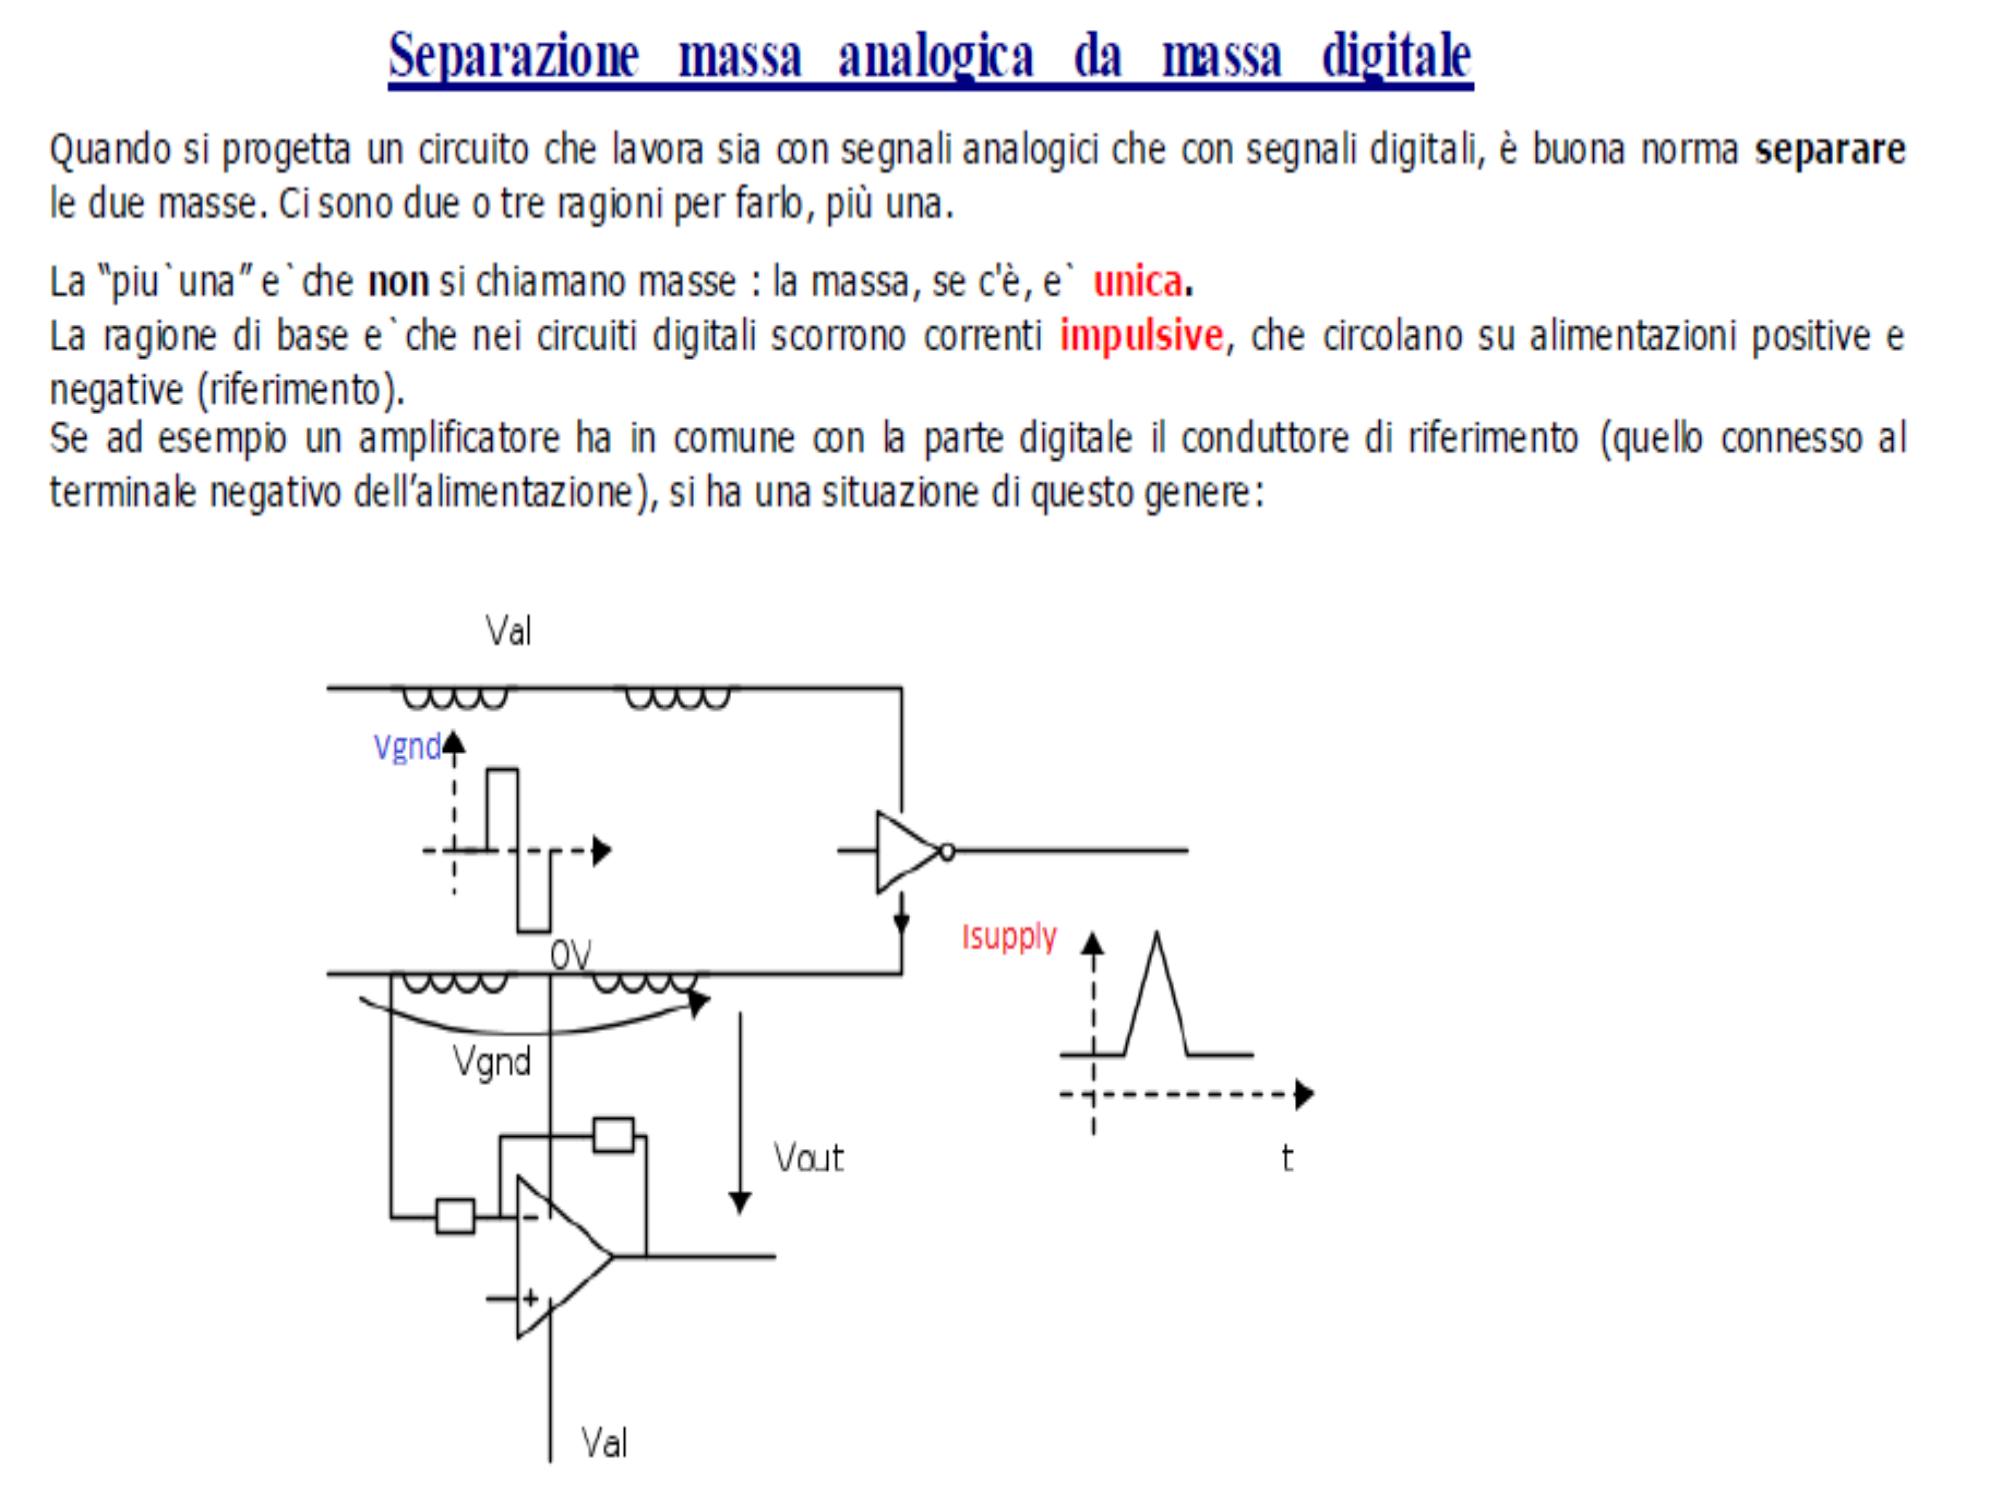 Separazione massa analogica da massa digitale
Quando si progetta un circuito che lavora sia con segnali analogici che con segnali digitali, è buona norma separare
le due masse. Ci sono due o tre ragioni per farlo, più una.
La “piu`una” e`che non si chiamano masse : la massa, se c'è, e` unica.
La ragione di base e`che nei circuiti digitali scorrono correnti impulsive, che circolano su alimentazioni positive e
negative (riferimento).
Se ad esempio un amplificatore ha in comune con la parte digitale il conduttore di riferimento (quello connesso al
terminale negativo dell’alimentazione), si ha una situazione di questo genere:
Val
Vgnd
Isupply
0V
Vgnd
Vout
t
-
+
Val